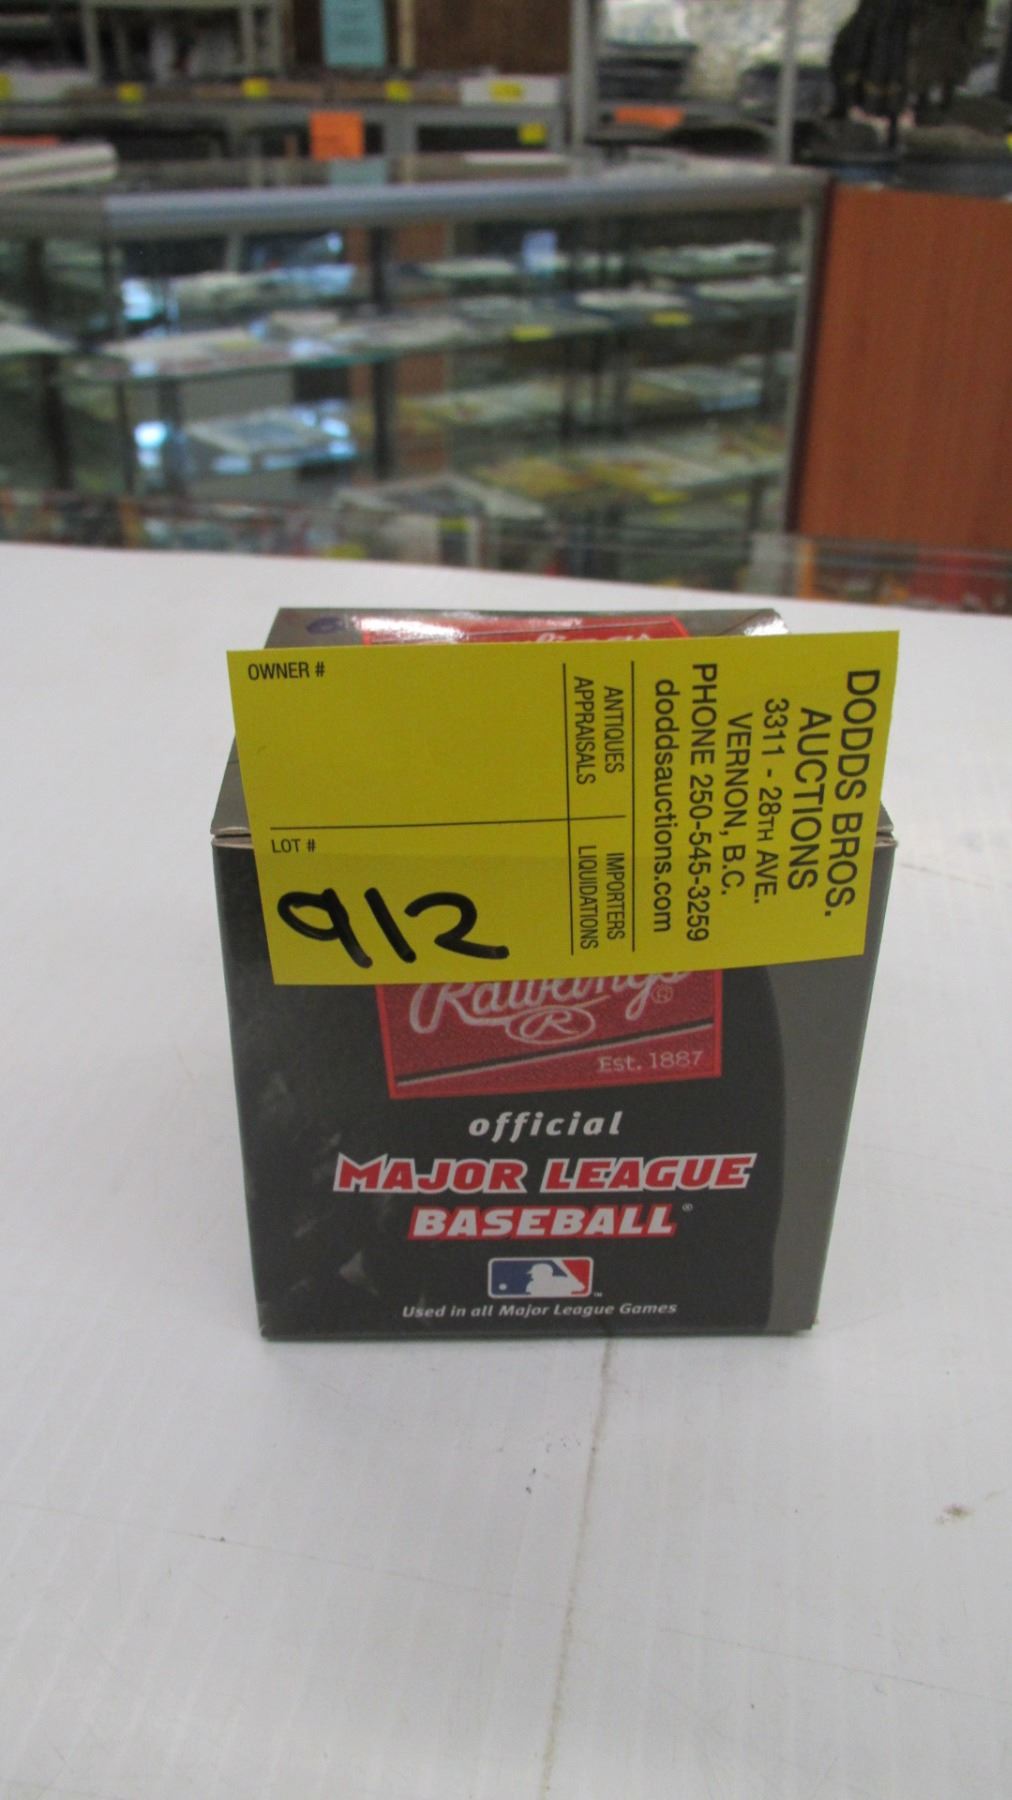 OWNER #
LOT #
912
DODDS BROS.
AUCTIONS
3311 - 28TH AVE.
VERNON, B.C.
PHONE 250-545-3259
doddsauctions.com
ANTIQUES IMPORTERS
APPRAISALS LIQUIDATIONS
Rawlings®
R
Est. 1887
official
MAJOR LEAGUE
BASEBALL®
™
Used in all Major League Games